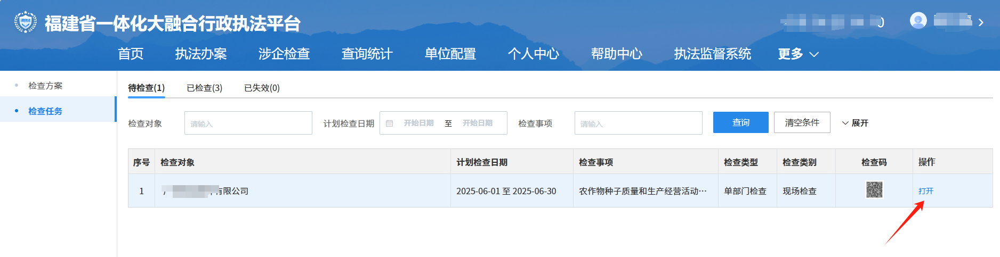 福建省一体化大融合行政执法平台
首页 执法办案 涉企检查 查询统计 单位配置 个人中心 帮助中心 执法监督系统 更多
检查方案
检查任务
待检查(1) 已检查(3) 已失效(0)
检查对象 请输入 计划检查日期 开始日期 至 开始日期 检查事项 请输入 查询 清空条件 展开
序号 检查对象 计划检查日期 检查事项 检查类型 检查类别 检查码 操作
1 有限公司 2025-06-01 至 2025-06-30 农作物种子质量和生产经营活动… 单部门检查 现场检查 打开